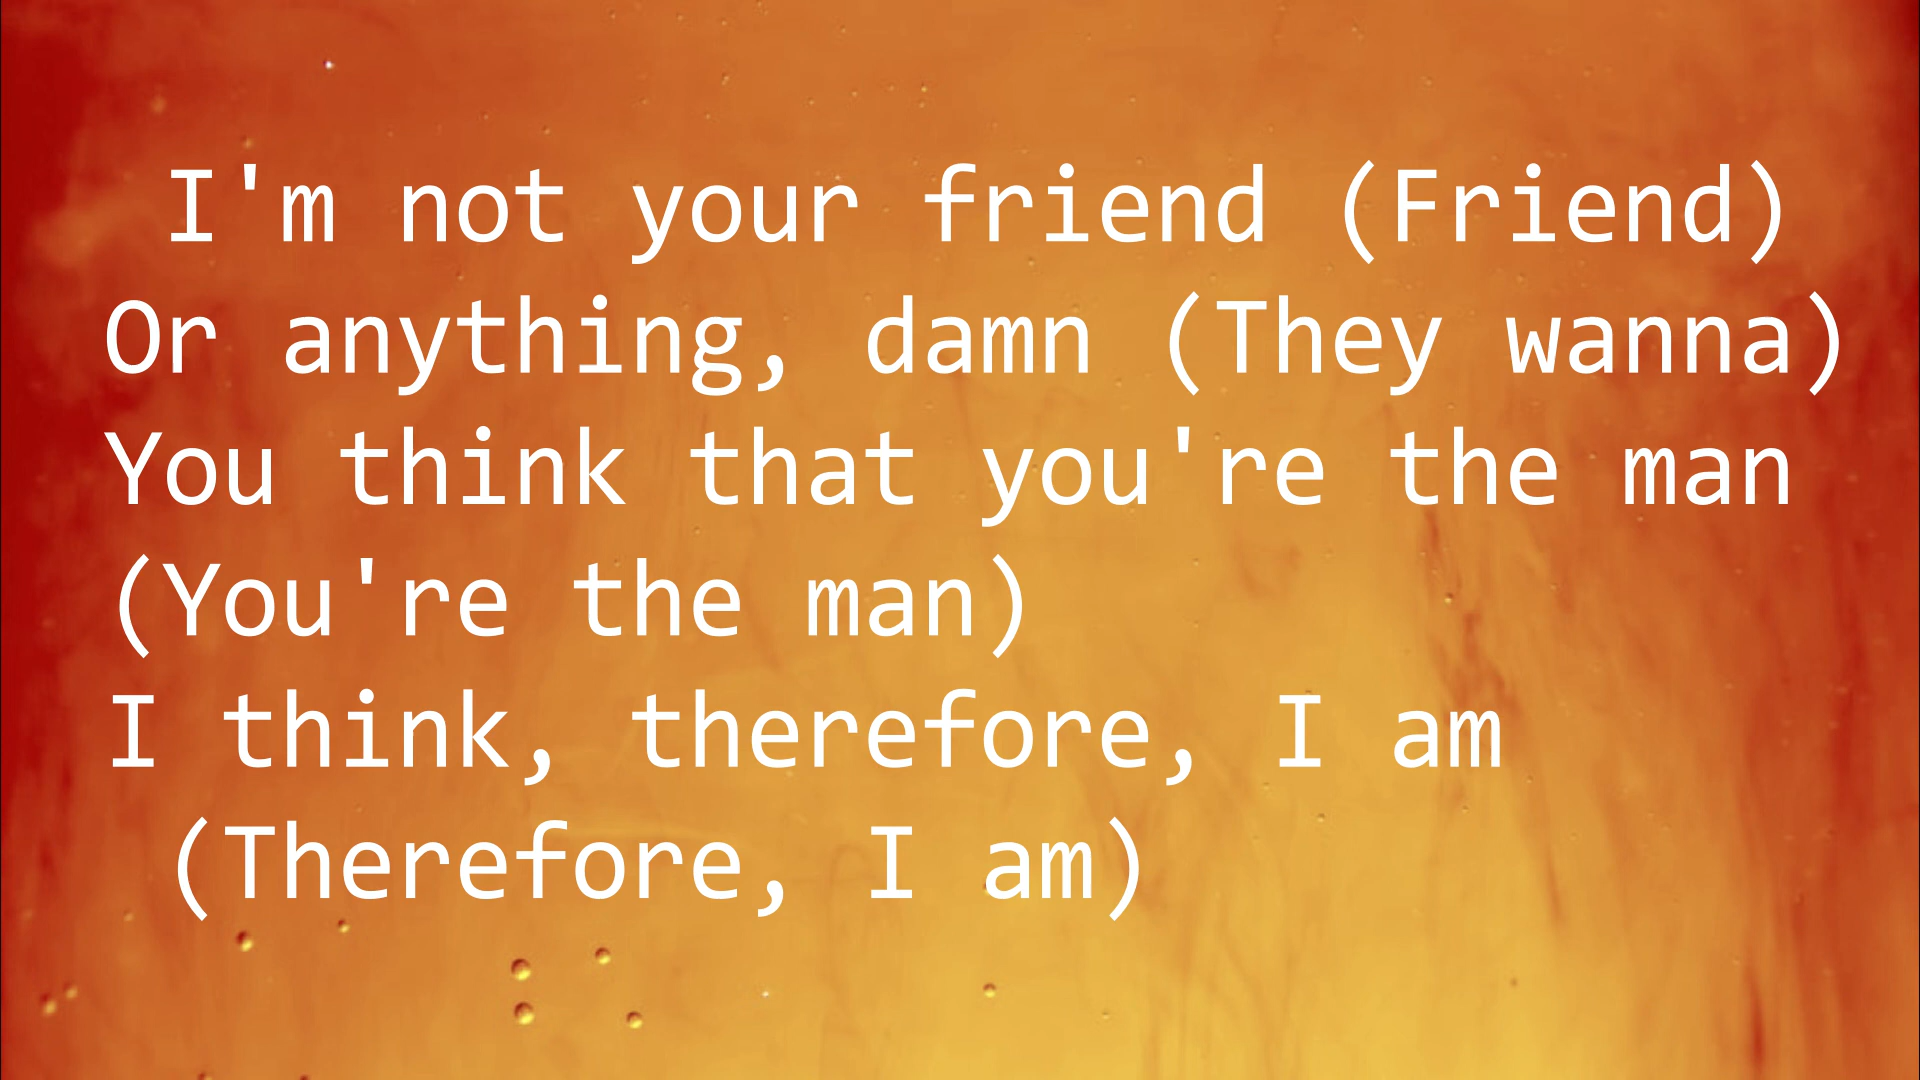 I'm not your friend (Friend)
Or anything, damn (They wanna)
You think that you're the man
(You're the man)
I think, therefore, I am
(Therefore, I am)